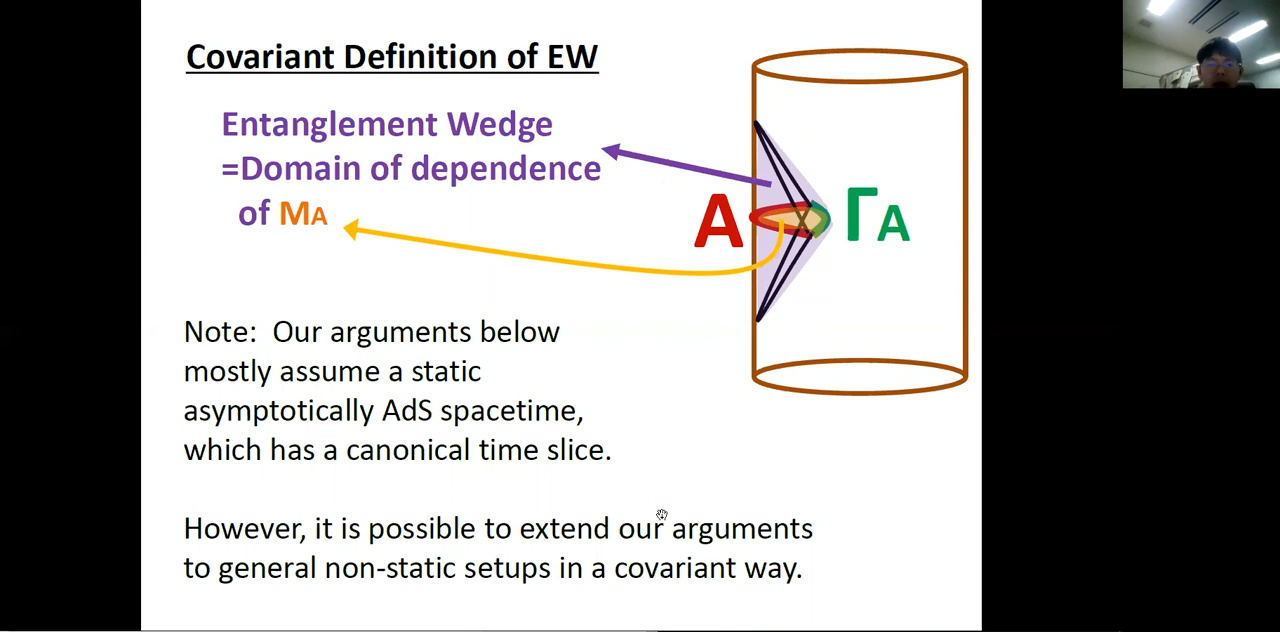 Covariant Definition of EW
Entanglement Wedge
=Domain of dependence
of MA
A
ΓA
Note: Our arguments below
mostly assume a static
asymptotically AdS spacetime,
which has a canonical time slice.
However, it is possible to extend our arguments
to general non-static setups in a covariant way.